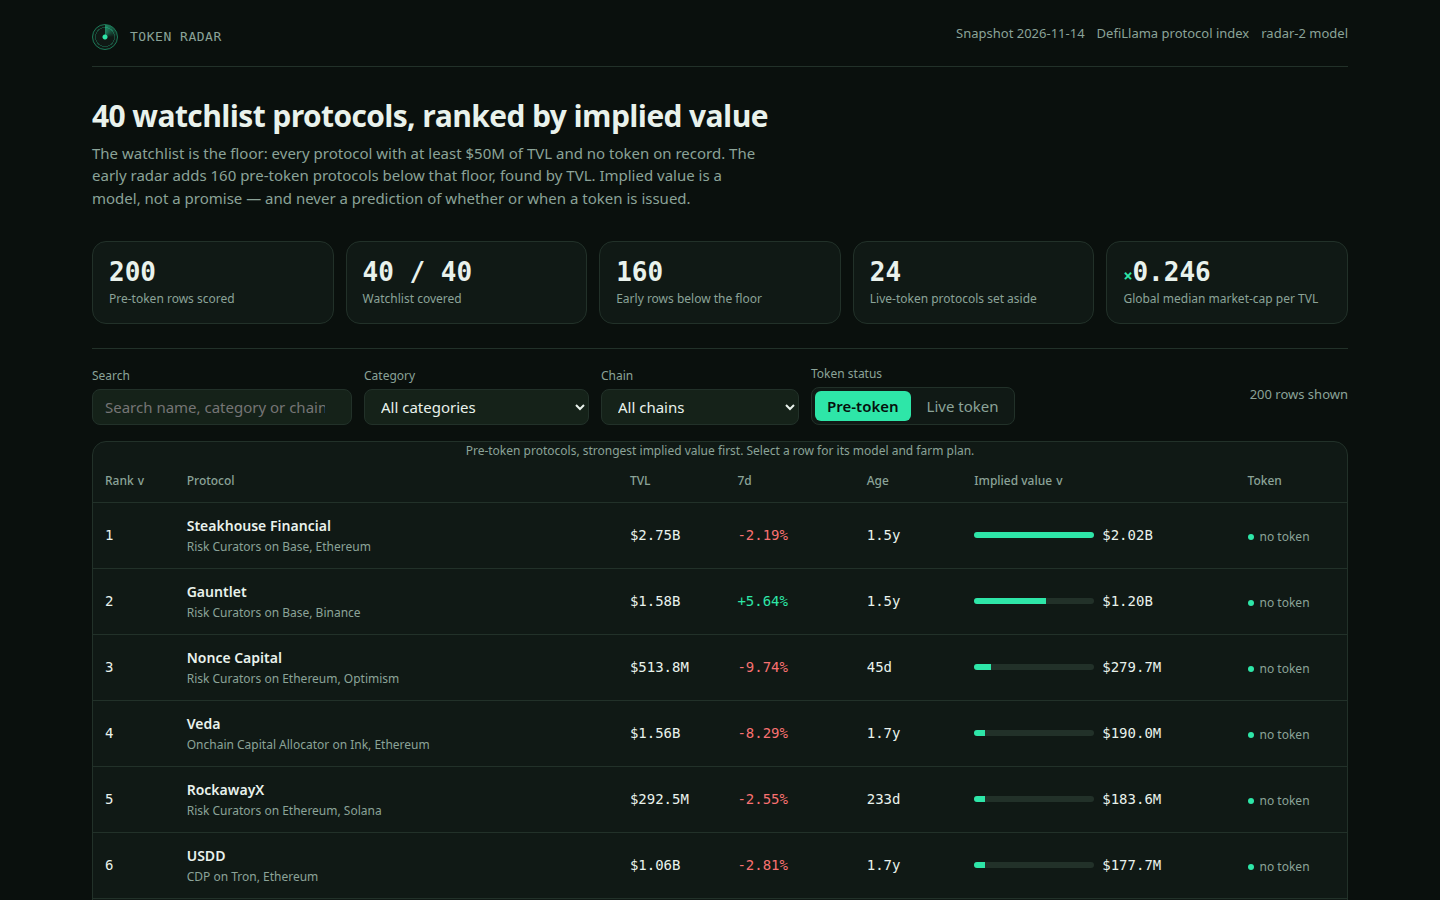 TOKEN RADAR
Snapshot 2026-11-14 DefiLlama protocol index radar-2 model
40 watchlist protocols, ranked by implied value
The watchlist is the floor: every protocol with at least $50M of TVL and no token on record. The
early radar adds 160 pre-token protocols below that floor, found by TVL. Implied value is a
model, not a promise — and never a prediction of whether or when a token is issued.
200
Pre-token rows scored
40 / 40
Watchlist covered
160
Early rows below the floor
24
Live-token protocols set aside
×0.246
Global median market-cap per TVL
Search
Category
Chain
Token status
Search name, category or chain
All categories
All chains
Pre-token
Live token
200 rows shown
Pre-token protocols, strongest implied value first. Select a row for its model and farm plan.
Rank v Protocol TVL 7d Age Implied value v Token
1 Steakhouse Financial $2.75B -2.19% 1.5y $2.02B no token
Risk Curators on Base, Ethereum
2 Gauntlet $1.58B +5.64% 1.5y $1.20B no token
Risk Curators on Base, Binance
3 Nonce Capital $513.8M -9.74% 45d $279.7M no token
Risk Curators on Ethereum, Optimism
4 Veda $1.56B -8.29% 1.7y $190.0M no token
Onchain Capital Allocator on Ink, Ethereum
5 RockawayX $292.5M -2.55% 233d $183.6M no token
Risk Curators on Ethereum, Solana
6 USDD $1.06B -2.81% 1.7y $177.7M no token
CDP on Tron, Ethereum